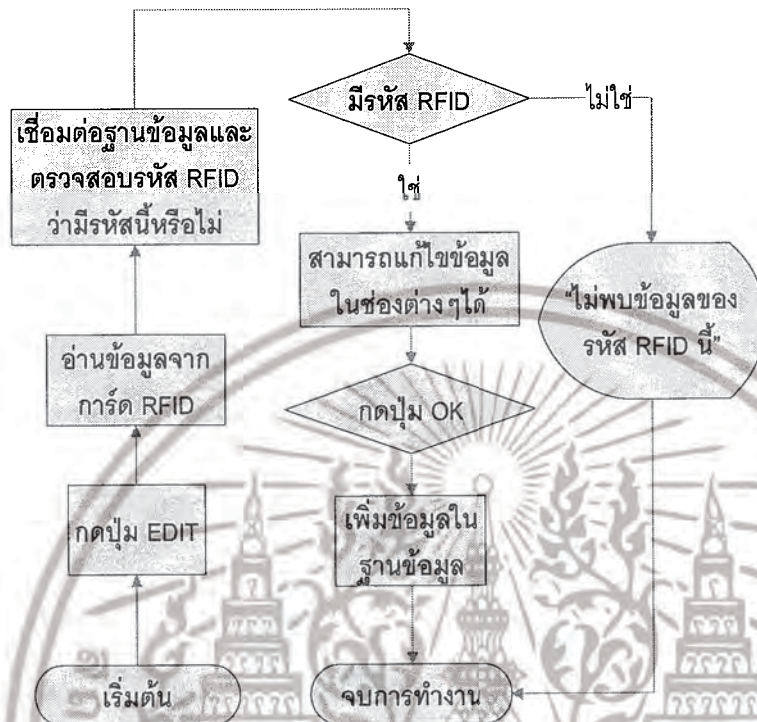 มีรหัส RFID
ไม่ใช่
เชื่อมต่อฐานข้อมูลและ
ตรวจสอบรหัส RFID
ว่ามีรหัสนี้หรือไม่
ใช่
สามารถแก้ไขข้อมูล
ในช่องต่างๆได้
"ไม่พบข้อมูลของ
รหัส RFID นี้"
อ่านข้อมูลจาก
การ์ด RFID
กดปุ่ม OK
กดปุ่ม EDIT
เพิ่มข้อมูลใน
ฐานข้อมูล
เริ่มต้น
จบการทำงาน